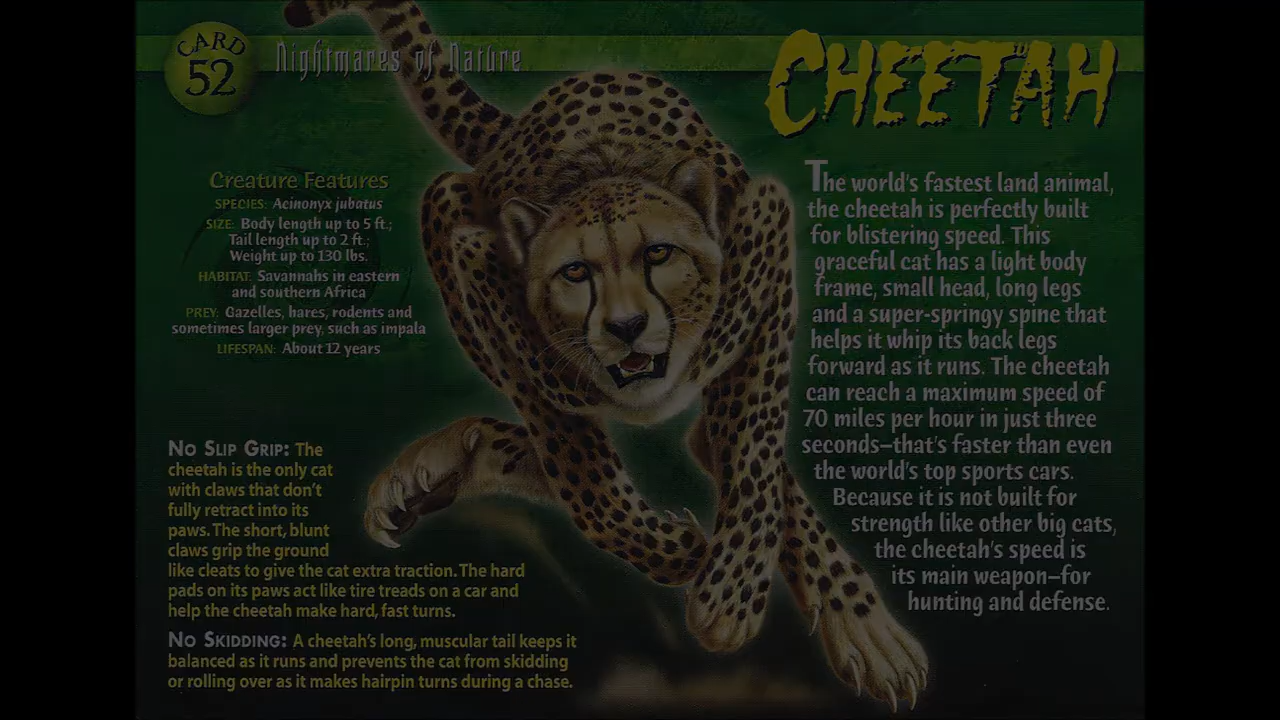 CARD
52
Nightmares of Nature
CHEETAH
Creature Features
SPECIES: Acinonyx jubatus
SIZE: Body length up to 5 ft.;
Tail length up to 2 ft.;
Weight up to 130 lbs.
HABITAT: Savannahs in eastern
and southern Africa
PREY: Gazelles, hares, rodents and
sometimes larger prey, such as impala
LIFESPAN: About 12 years
The world's fastest land animal,
the cheetah is perfectly built
for blistering speed. This
graceful cat has a light body
frame, small head, long legs
and a super-springy spine that
helps it whip its back legs
forward as it runs. The cheetah
can reach a maximum speed of
70 miles per hour in just three
seconds—that's faster than even
the world's top sports cars.
Because it is not built for
strength like other big cats,
the cheetah's speed is
its main weapon—for
hunting and defense.
NO SLIP GRIP: The
cheetah is the only cat
with claws that don't
fully retract into its
paws. The short, blunt
claws grip the ground
like cleats to give the cat extra traction. The hard
pads on its paws act like tire treads on a car and
help the cheetah make hard, fast turns.
NO SKIDDING: A cheetah's long, muscular tail keeps it
balanced as it runs and prevents the cat from skidding
or rolling over as it makes hairpin turns during a chase.